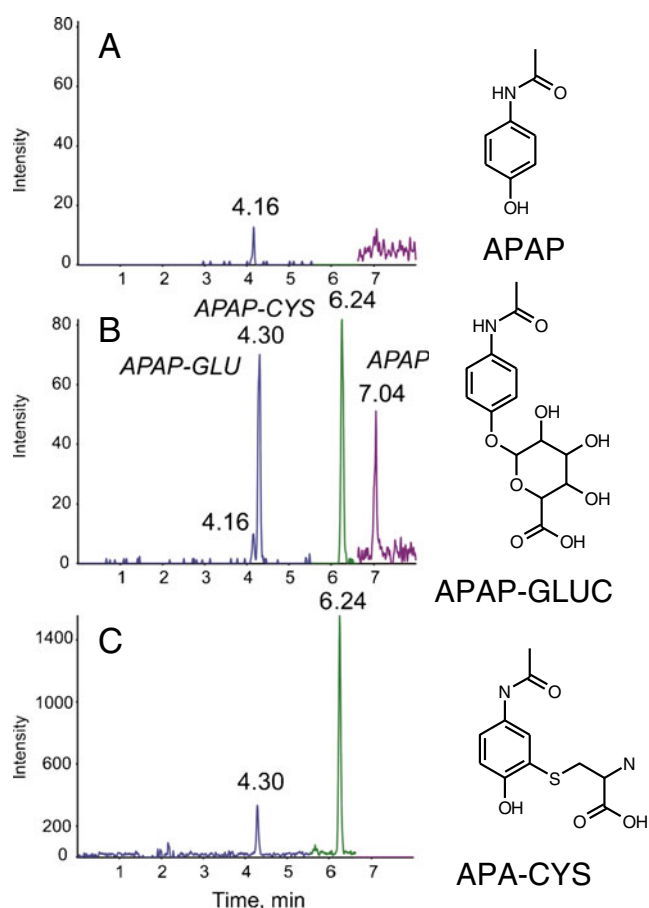 A
80
60
40
20
0
Intensity
4.16
1 2 3 4 5 6 7
HN
O
OH
APAP
APAP-CYS 6.24
B
80
60
40
20
0
Intensity
APAP-GLU
4.30
APAP
7.04
4.16
1 2 3 4 5 6 7
HN
O
OH
O
OH
O
OH
O
OH
APAP-GLUC
6.24
C
1400
1000
600
200
0
Intensity
4.30
1 2 3 4 5 6 7
Time, min
N
O
S
N
OH
O
OH
APA-CYS